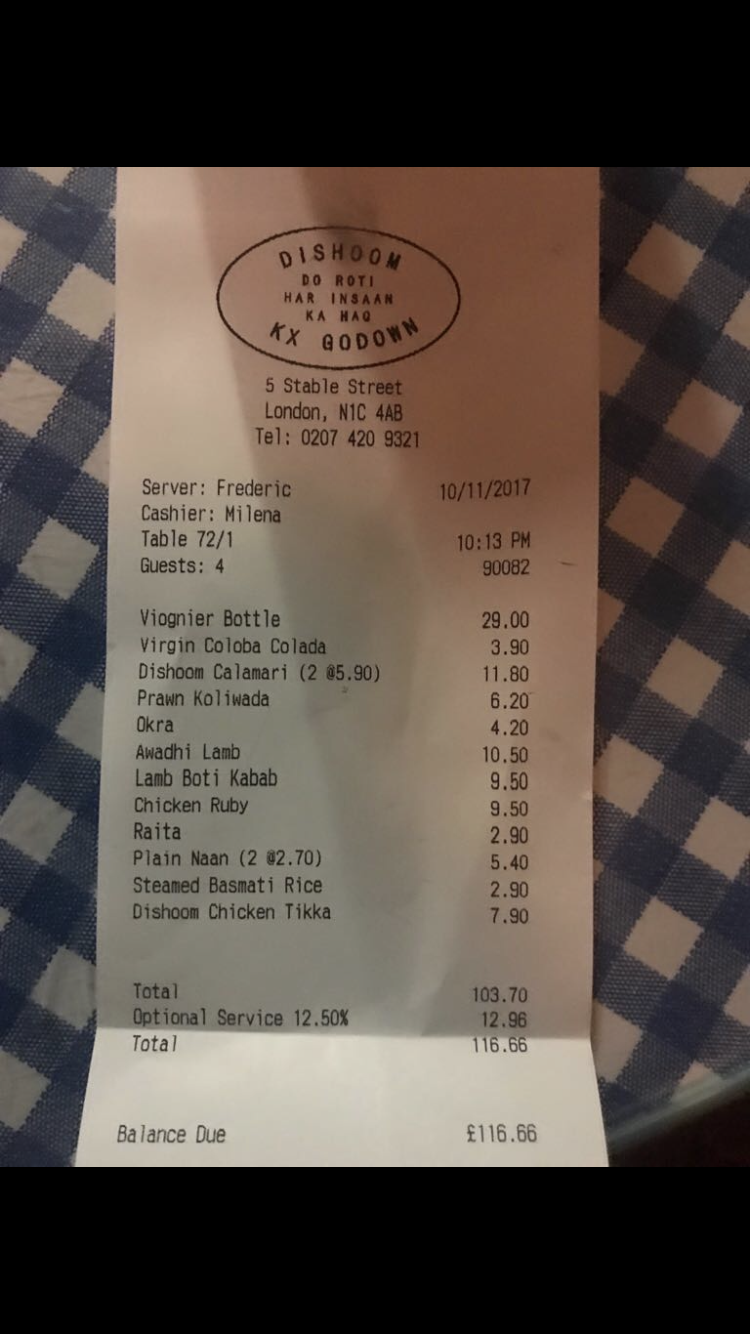 DISHOOM
DO ROTI
HAR INSAAN
KA HAQ
KX GODOWN
5 Stable Street
London, N1C 4AB
Tel: 0207 420 9321
Server: Frederic 10/11/2017
Cashier: Milena
Table 72/1 10:13 PM
Guests: 4 90082
Viognier Bottle 29.00
Virgin Coloba Colada 3.90
Dishoom Calamari (2 @5.90) 11.80
Prawn Koliwada 6.20
Okra 4.20
Awadhi Lamb 10.50
Lamb Boti Kabab 9.50
Chicken Ruby 9.50
Raita 2.90
Plain Naan (2 @2.70) 5.40
Steamed Basmati Rice 2.90
Dishoom Chicken Tikka 7.90
Total 103.70
Optional Service 12.50% 12.96
Total 116.66
Balance Due £116.66